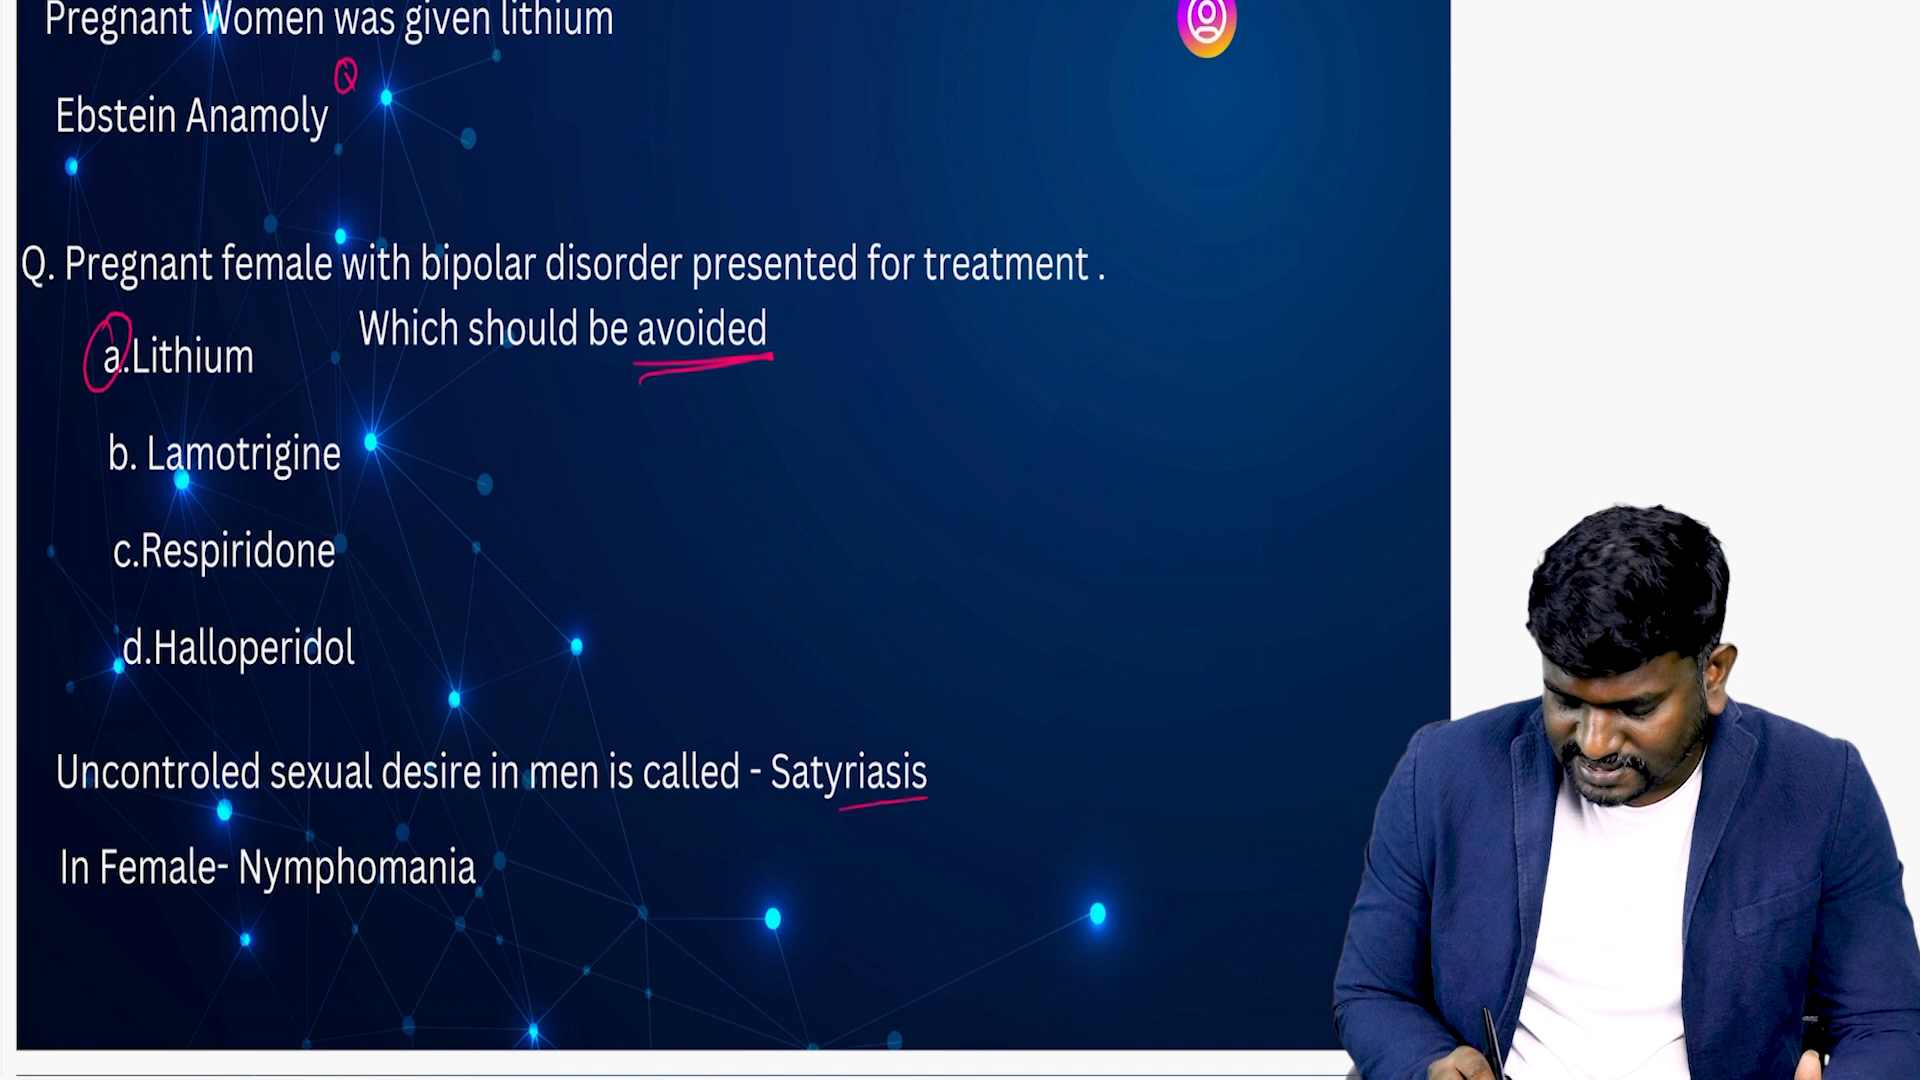 Pregnant Women was given lithium
Q
Ebstein Anamoly
Q. Pregnant female with bipolar disorder presented for treatment .
Which should be avoided
a.Lithium
b. Lamotrigine
c.Respiridone
d.Halloperidol
Uncontroled sexual desire in men is called - Satyriasis
In Female- Nymphomania